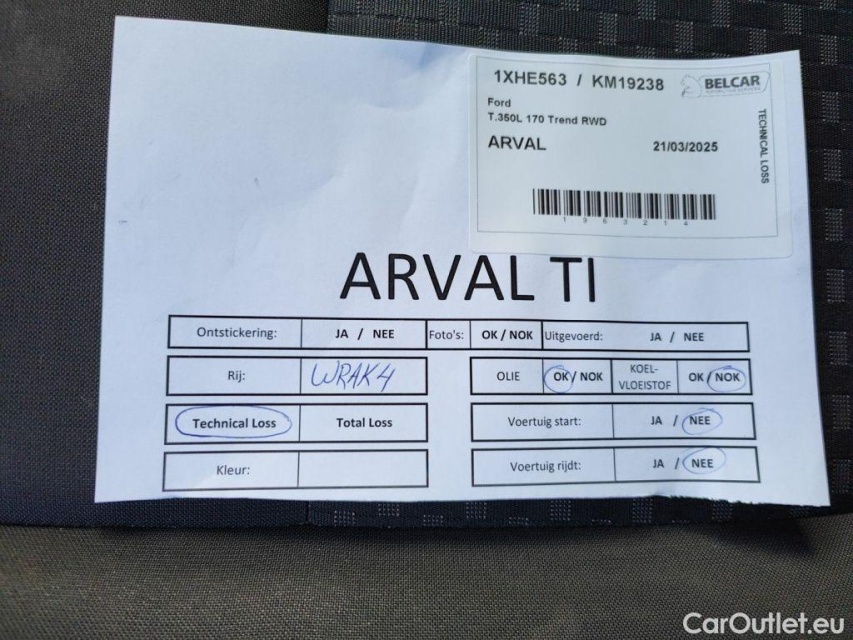 1XHE563 / KM19238 BELCAR
Ford
T.350L 170 Trend RWD
ARVAL 21/03/2025
TECHNICAL LOSS
1953214
ARVAL TI
Ontstickering: JA / NEE Foto's: OK / NOK Uitgevoerd: JA / NEE
Rij: WRAK4 OLIE OK / NOK KOEL-VLOEISTOF OK / NOK
Technical Loss Total Loss Voertuig start: JA / NEE
Kleur: Voertuig rijdt: JA / NEE
CarOutlet.eu